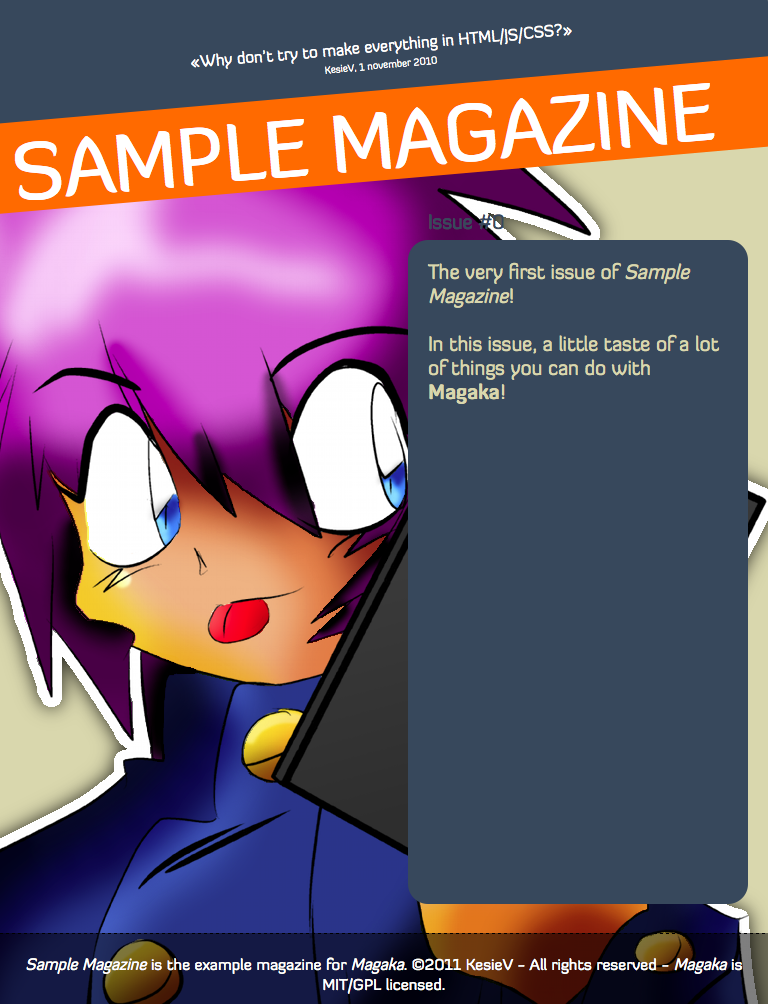 «Why don't try to make everything in HTML/JS/CSS?»
KesieV, 1 november 2010
SAMPLE MAGAZINE
Issue #0
The very first issue of Sample
Magazine!
In this issue, a little taste of a lot
of things you can do with
Magaka!
Sample Magazine is the example magazine for Magaka. ©2011 KesieV - All rights reserved - Magaka is
MIT/GPL licensed.